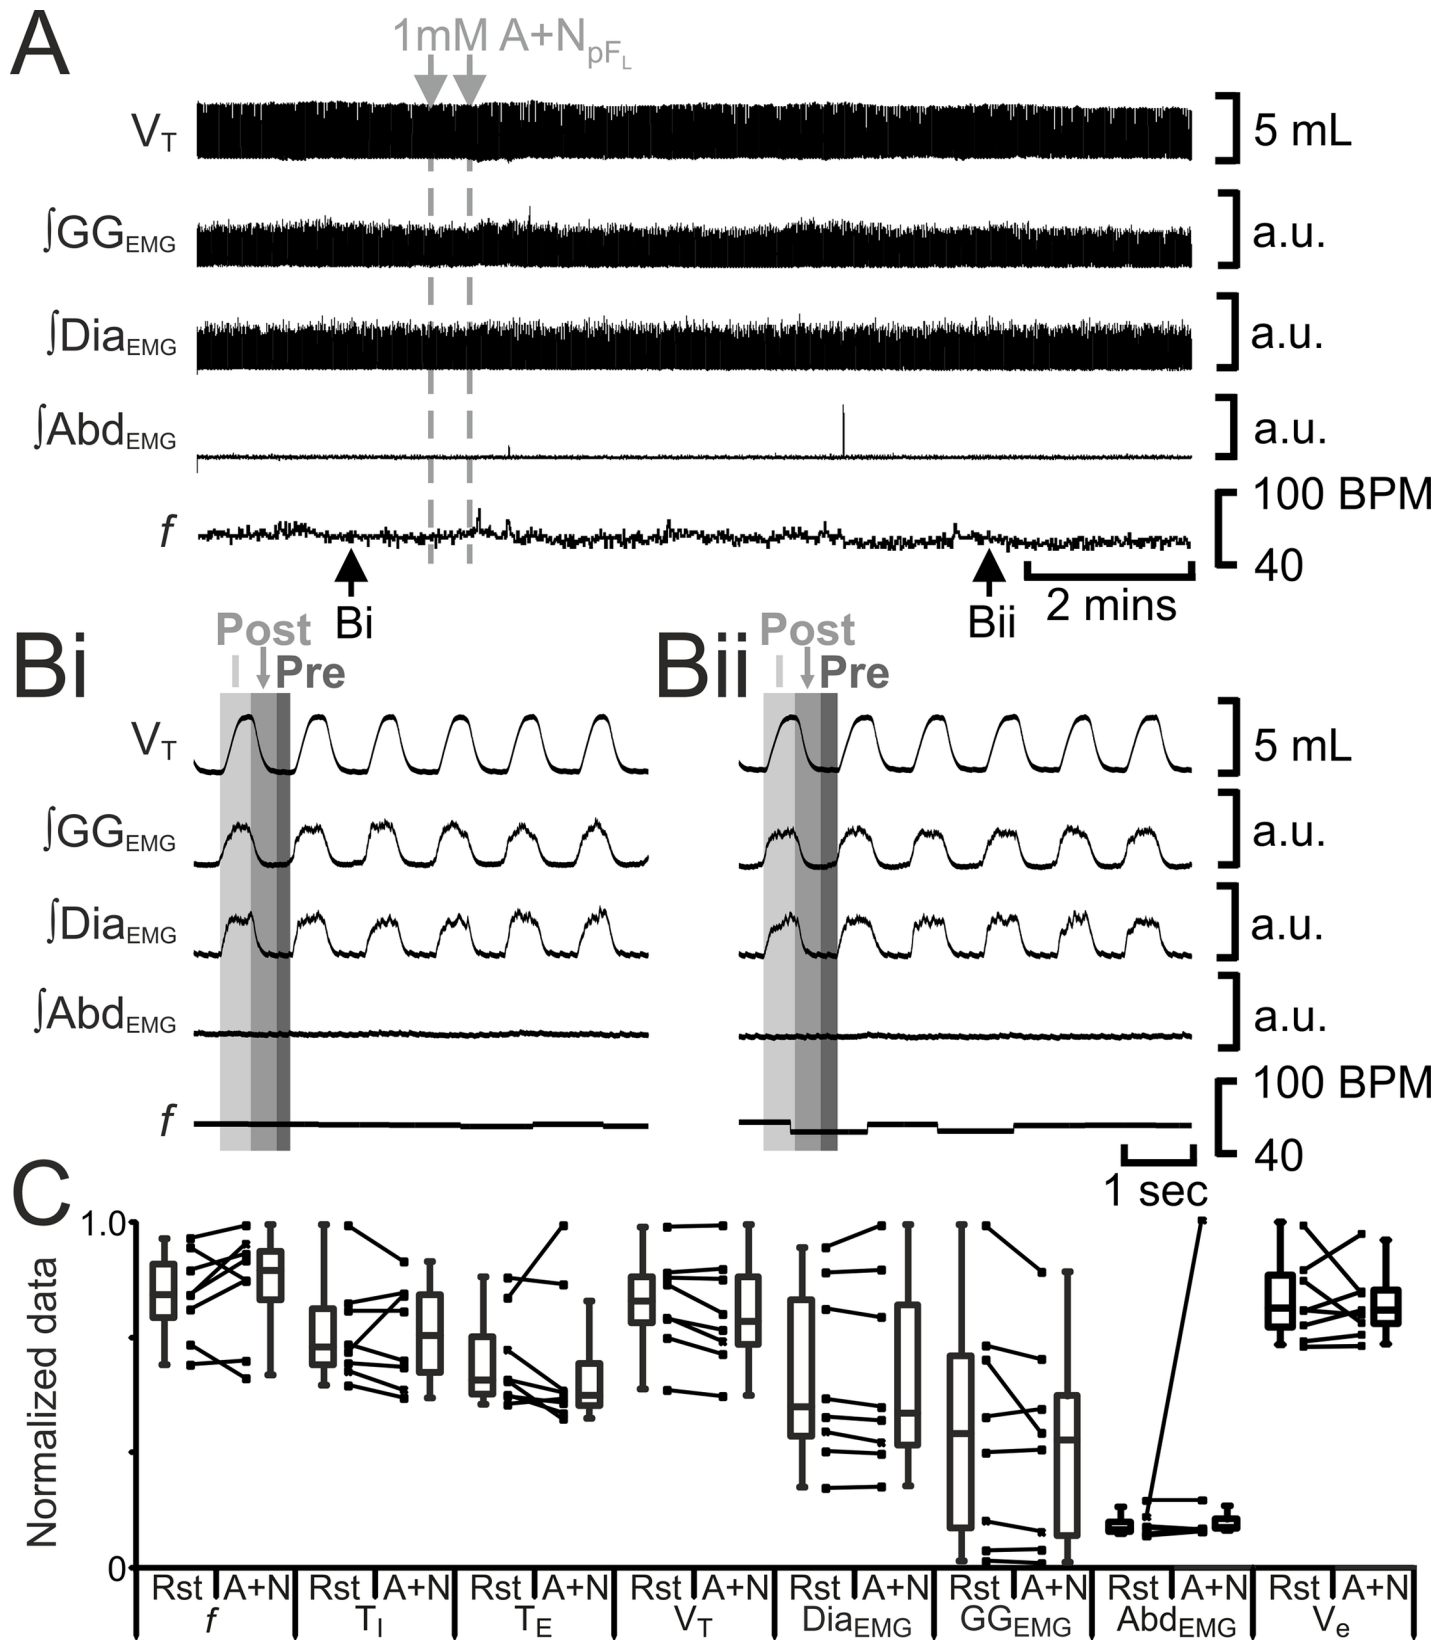 A
1mM A+NpFL
VT
5 mL
∫GGEMG
a.u.
∫DiaEMG
a.u.
∫AbdEMG
a.u.
f
100 BPM
40
Bi
Bii
2 mins
Bi
Post
Pre
Bii
Post
Pre
VT
5 mL
∫GGEMG
a.u.
∫DiaEMG
a.u.
∫AbdEMG
a.u.
f
100 BPM
40
1 sec
C
Normalized data
1.0
0
Rst A+N Rst A+N Rst A+N Rst A+N Rst A+N Rst A+N Rst A+N Rst A+N
f TI TE VT DiaEMG GGEMG AbdEMG Ve